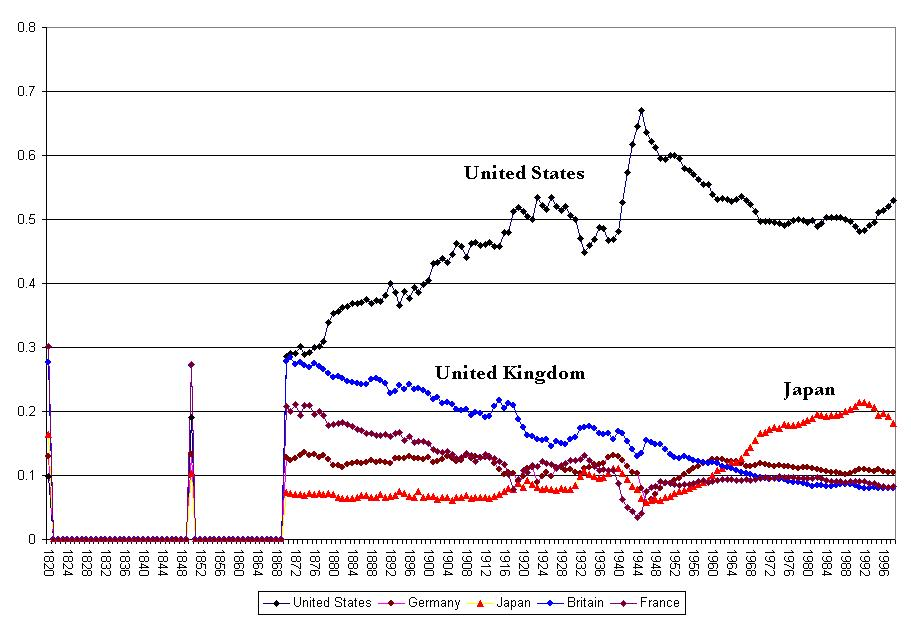 0.8
0.7
0.6
United States
0.5
0.4
United Kingdom
0.3
Japan
0.2
0.1
0
1820 1824 1828 1832 1836 1840 1844 1848 1852 1856 1860 1864 1868 1872 1876 1880 1884 1888 1892 1896 1900 1904 1908 1912 1916 1920 1924 1928 1932 1936 1940 1944 1948 1952 1956 1960 1964 1968 1972 1976 1980 1984 1988 1992 1996
United States Germany Japan Britain France